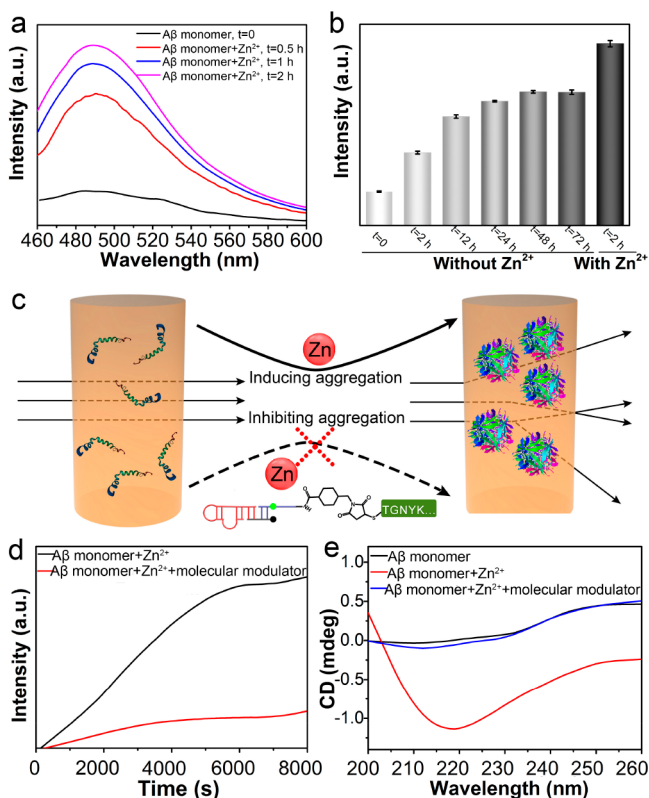 a
Intensity (a.u.)
Aβ monomer, t=0
Aβ monomer+Zn²⁺, t=0.5 h
Aβ monomer+Zn²⁺, t=1 h
Aβ monomer+Zn²⁺, t=2 h
460 480 500 520 540 560 580 600
Wavelength (nm)
b
Intensity (a.u.)
t=0 t=2 h t=12 h t=24 h t=48 h t=72 h t=2 h
Without Zn²⁺ With Zn²⁺
c
Zn
Inducing aggregation
Inhibiting aggregation
Zn
O
NH
N
O
O
S
TGNYK...
d
Intensity (a.u.)
Aβ monomer+Zn²⁺
Aβ monomer+Zn²⁺+molecular modulator
0 2000 4000 6000 8000
Time (s)
e
CD (mdeg)
Aβ monomer
Aβ monomer+Zn²⁺
Aβ monomer+Zn²⁺+molecular modulator
0.5
0.0
-0.5
-1.0
200 210 220 230 240 250 260
Wavelength (nm)